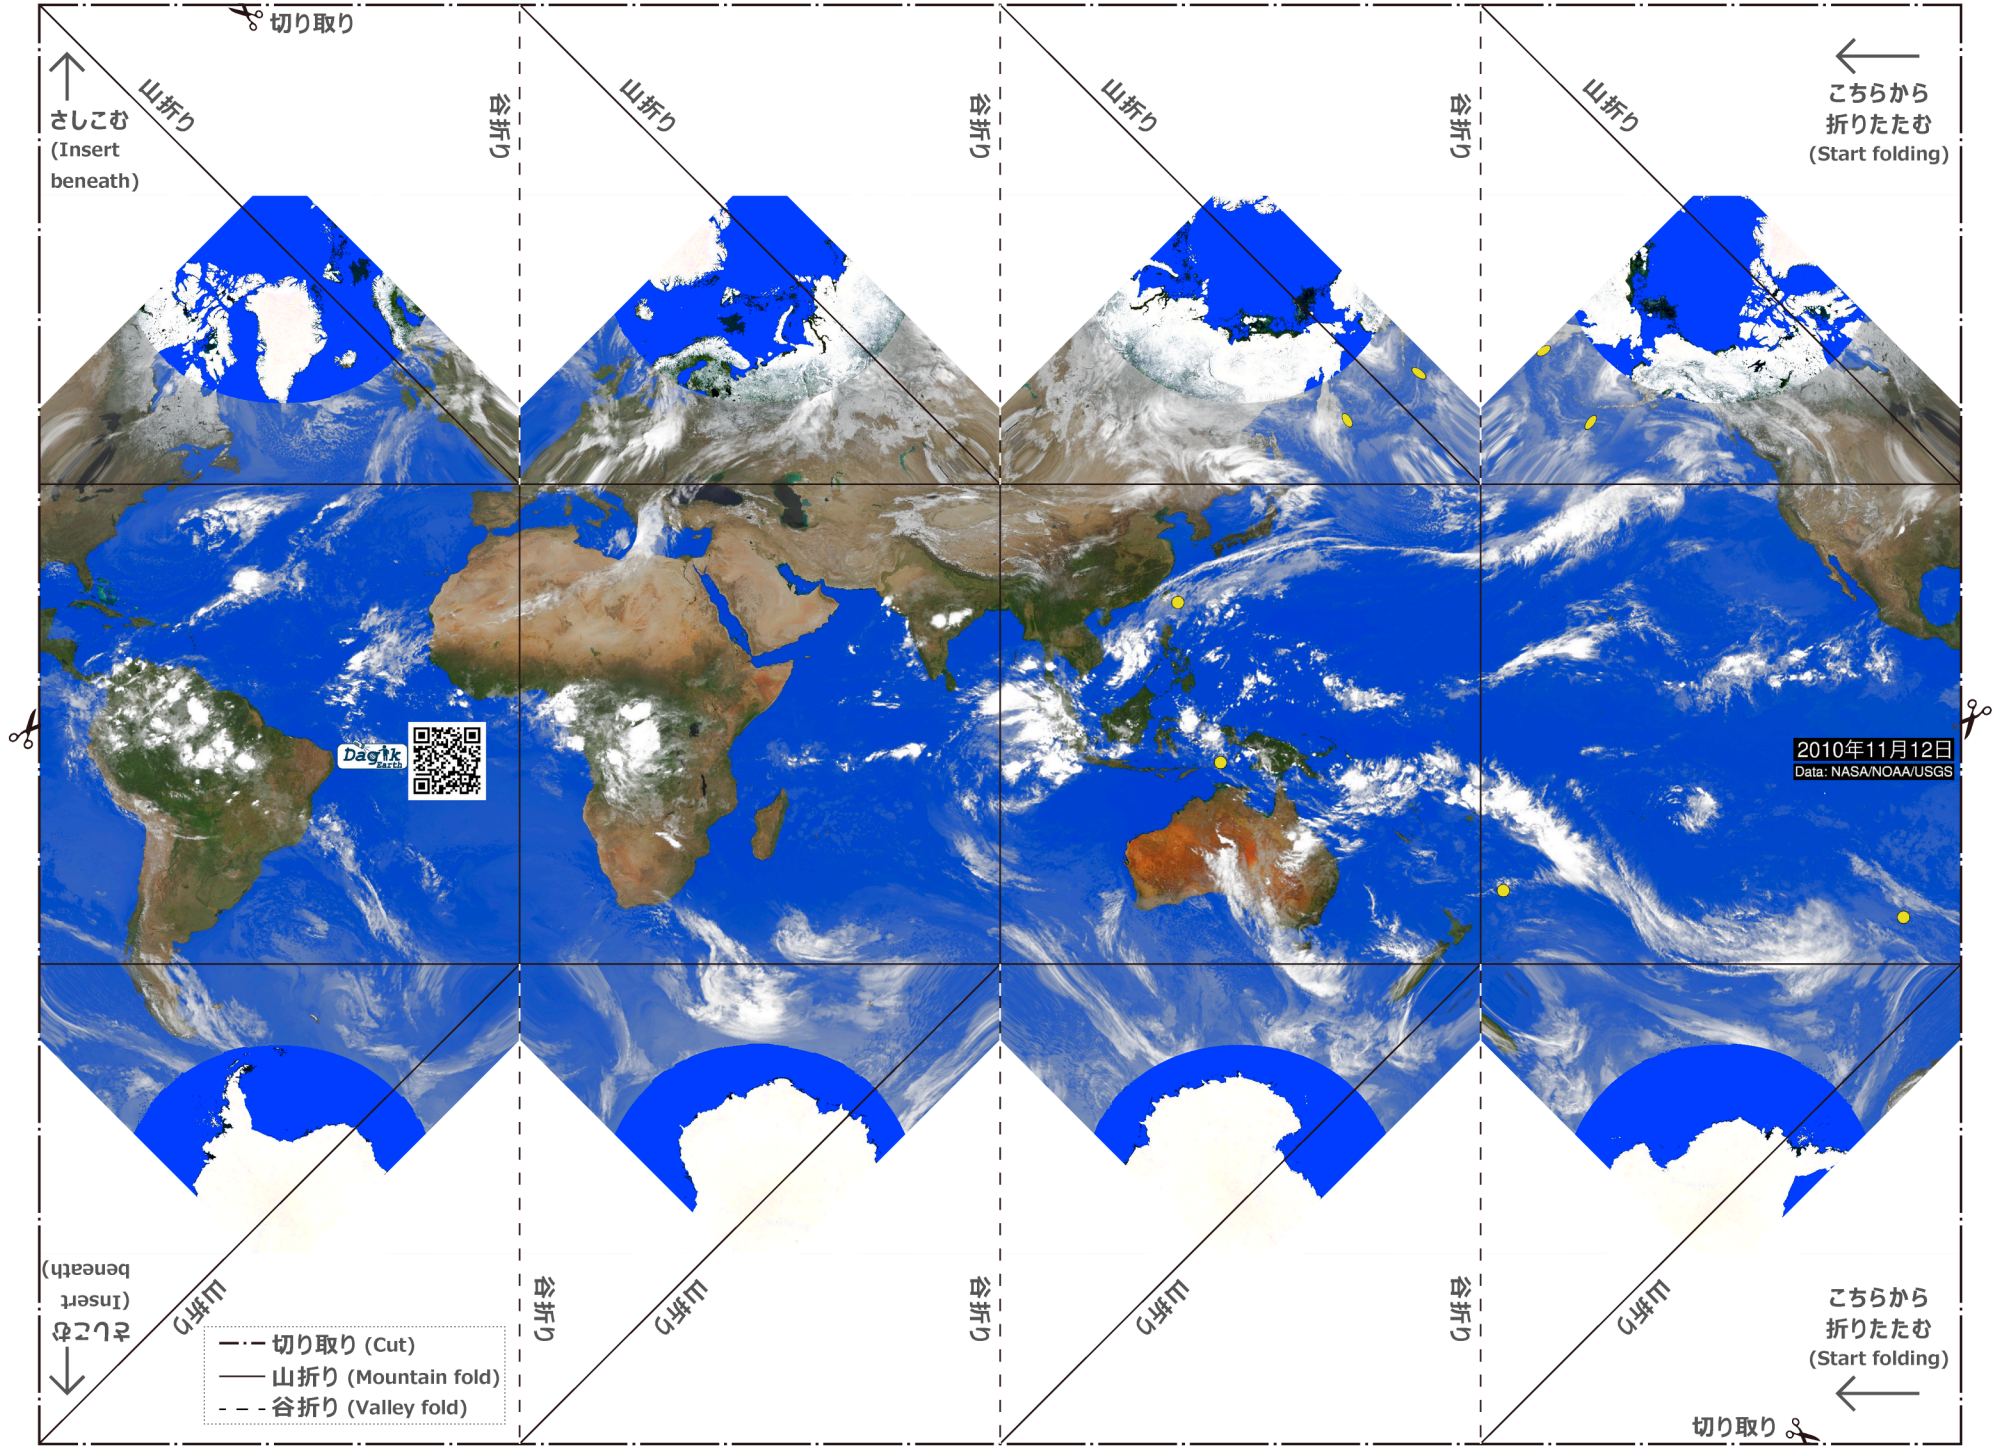 切り取り
さしこむ
(Insert
beneath)
山折り
谷折り
山折り
谷折り
山折り
谷折り
山折り
こちらから
折りたたむ
(Start folding)
Dagik
Earth
2010年11月12日
Data: NASA/NOAA/USGS
さしこむ
(Insert
beneath)
山折り
谷折り
山折り
谷折り
山折り
谷折り
山折り
こちらから
折りたたむ
(Start folding)
切り取り (Cut)
山折り (Mountain fold)
谷折り (Valley fold)
切り取り